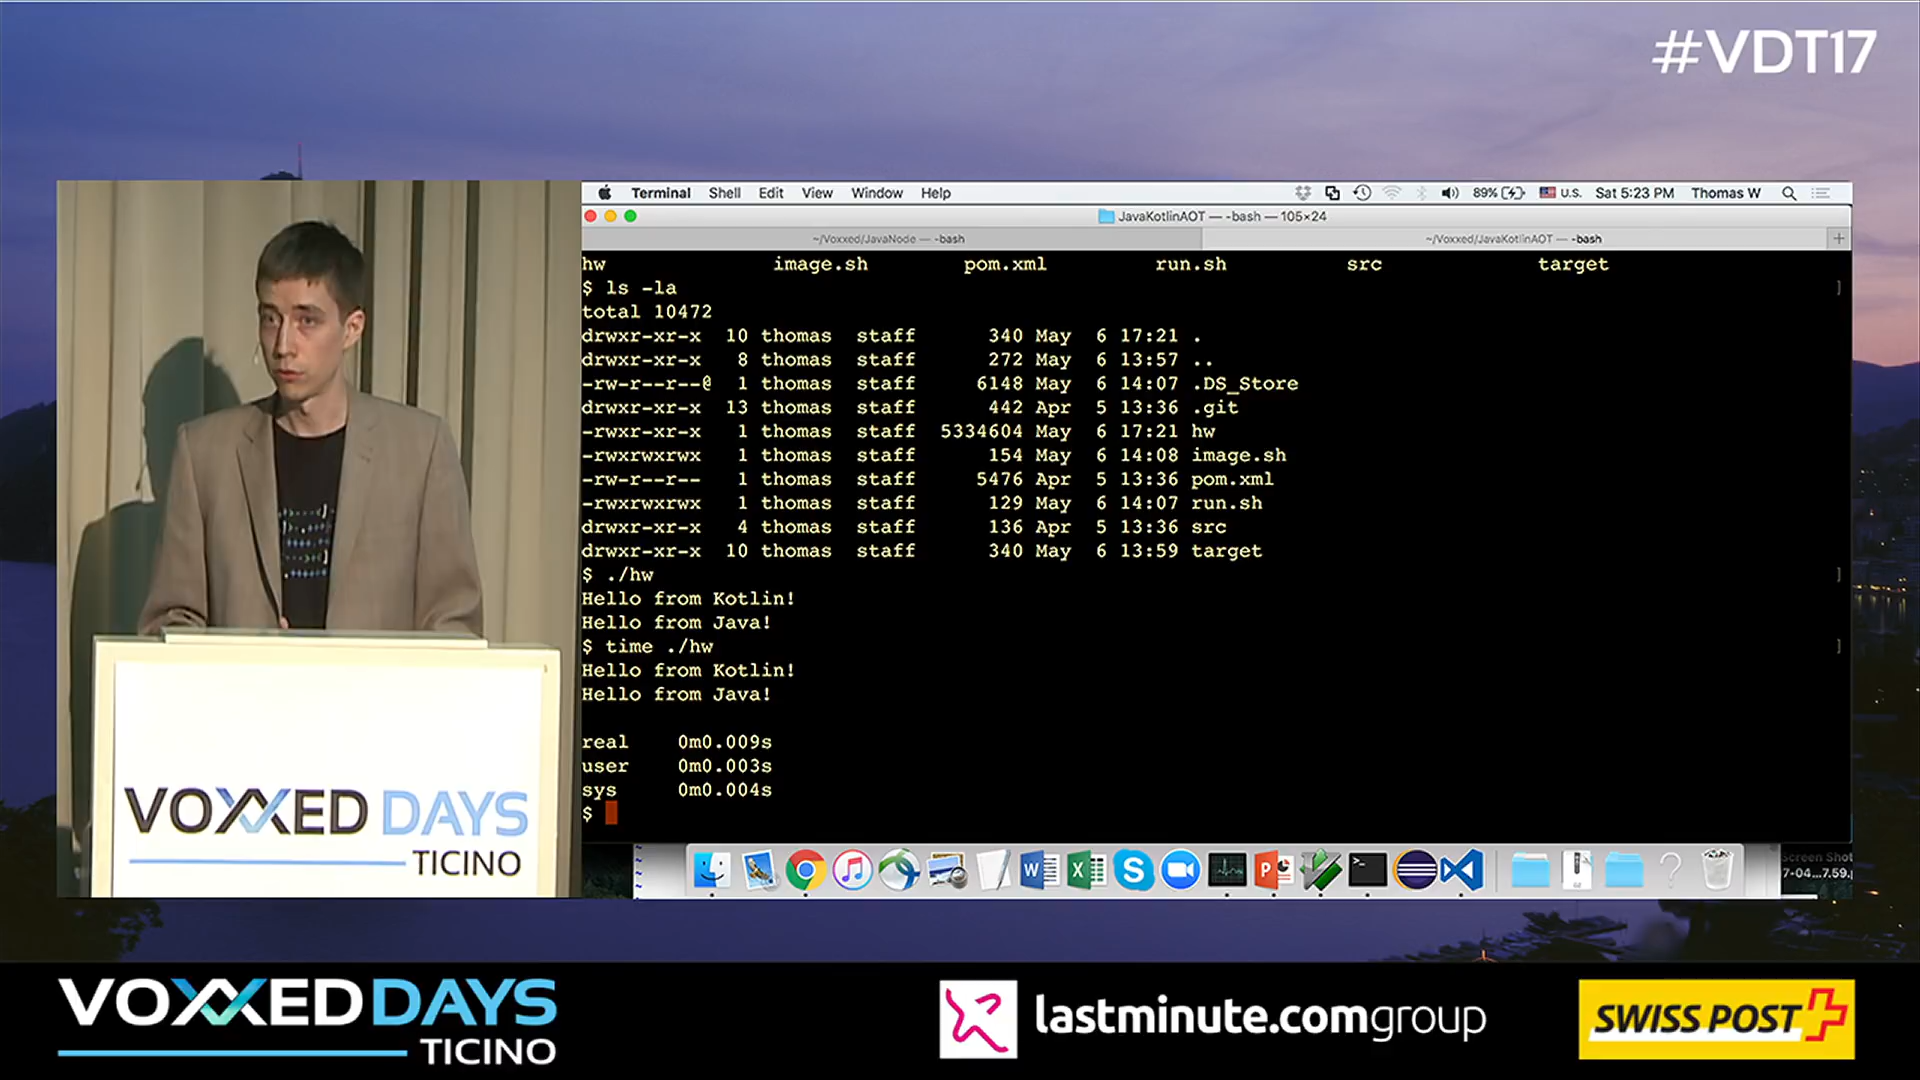 #VDT17
Terminal Shell Edit View Window Help 89% U.S. Sat 5:23 PM Thomas W
JavaKotlinAOT — -bash — 105×24
~/Voxxed/JavaNode — -bash ~/Voxxed/JavaKotlinAOT — -bash
hw image.sh pom.xml run.sh src target
$ ls -la
total 10472
drwxr-xr-x 10 thomas staff 340 May 6 17:21 .
drwxr-xr-x 8 thomas staff 272 May 6 13:57 ..
-rw-r--r--@ 1 thomas staff 6148 May 6 14:07 .DS_Store
drwxr-xr-x 13 thomas staff 442 Apr 5 13:36 .git
-rwxr-xr-x 1 thomas staff 5334604 May 6 17:21 hw
-rwxrwxrwx 1 thomas staff 154 May 6 14:08 image.sh
-rw-r--r-- 1 thomas staff 5476 Apr 5 13:36 pom.xml
-rwxrwxrwx 1 thomas staff 129 May 6 14:07 run.sh
drwxr-xr-x 4 thomas staff 136 Apr 5 13:36 src
drwxr-xr-x 10 thomas staff 340 May 6 13:59 target
$ ./hw
Hello from Kotlin!
Hello from Java!
$ time ./hw
Hello from Kotlin!
Hello from Java!
real 0m0.009s
user 0m0.003s
sys 0m0.004s
$
Screen Shot
7-04...7.59.
VOXXED DAYS
TICINO
VOXXED DAYS
TICINO
lastminute.comgroup
SWISS POST